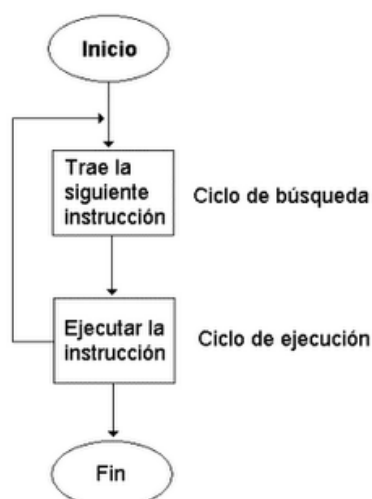 Inicio
Trae la
siguiente
instrucción
Ciclo de búsqueda
Ejecutar la
instrucción
Ciclo de ejecución
Fin